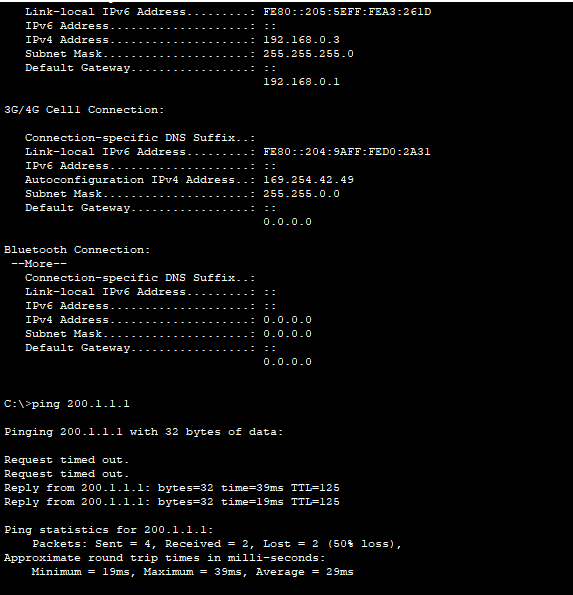 Link-local IPv6 Address.........: FE80::205:5EFF:FEA3:261D
IPv6 Address....................: ::
IPv4 Address....................: 192.168.0.3
Subnet Mask.....................: 255.255.255.0
Default Gateway.................: ::
192.168.0.1
3G/4G Cell1 Connection:
Connection-specific DNS Suffix..:
Link-local IPv6 Address.........: FE80::204:9AFF:FED0:2A31
IPv6 Address....................: ::
Autoconfiguration IPv4 Address..: 169.254.42.49
Subnet Mask.....................: 255.255.0.0
Default Gateway.................: ::
0.0.0.0
Bluetooth Connection:
--More--
Connection-specific DNS Suffix..:
Link-local IPv6 Address.........: ::
IPv6 Address....................: ::
IPv4 Address....................: 0.0.0.0
Subnet Mask.....................: 0.0.0.0
Default Gateway.................: ::
0.0.0.0
C:\>ping 200.1.1.1
Pinging 200.1.1.1 with 32 bytes of data:
Request timed out.
Request timed out.
Reply from 200.1.1.1: bytes=32 time=39ms TTL=125
Reply from 200.1.1.1: bytes=32 time=19ms TTL=125
Ping statistics for 200.1.1.1:
Packets: Sent = 4, Received = 2, Lost = 2 (50% loss),
Approximate round trip times in milli-seconds:
Minimum = 19ms, Maximum = 39ms, Average = 29ms